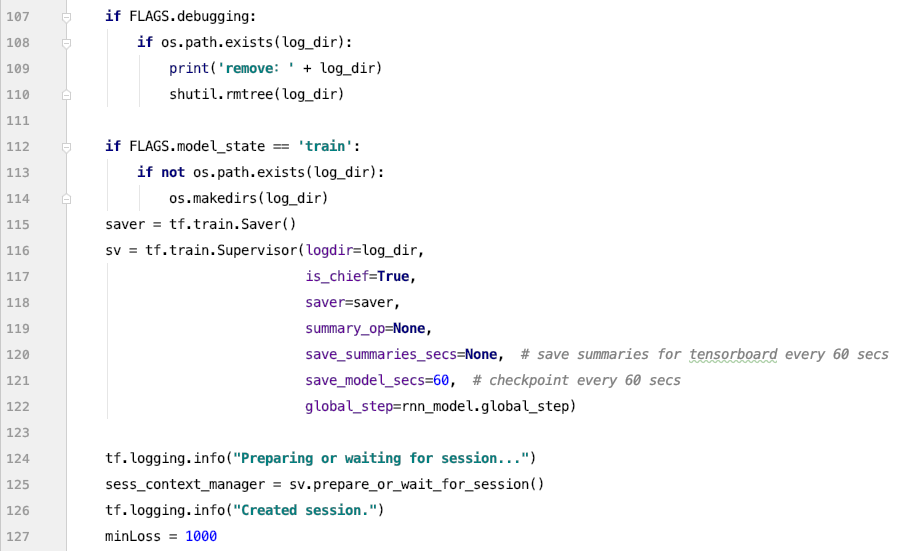 107 if FLAGS.debugging:
108 if os.path.exists(log_dir):
109 print('remove: ' + log_dir)
110 shutil.rmtree(log_dir)
111
112 if FLAGS.model_state == 'train':
113 if not os.path.exists(log_dir):
114 os.makedirs(log_dir)
115 saver = tf.train.Saver()
116 sv = tf.train.Supervisor(logdir=log_dir,
117 is_chief=True,
118 saver=saver,
119 summary_op=None,
120 save_summaries_secs=None,  # save summaries for tensorboard every 60 secs
121 save_model_secs=60,  # checkpoint every 60 secs
122 global_step=rnn_model.global_step)
123
124 tf.logging.info("Preparing or waiting for session...")
125 sess_context_manager = sv.prepare_or_wait_for_session()
126 tf.logging.info("Created session.")
127 minLoss = 1000